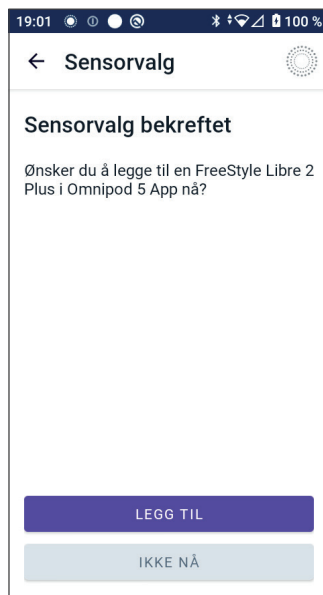 19:01 100 %
Sensorvalg
Sensorvalg bekreftet
Ønsker du å legge til en FreeStyle Libre 2
Plus i Omnipod 5 App nå?
LEGG TIL
IKKE NÅ